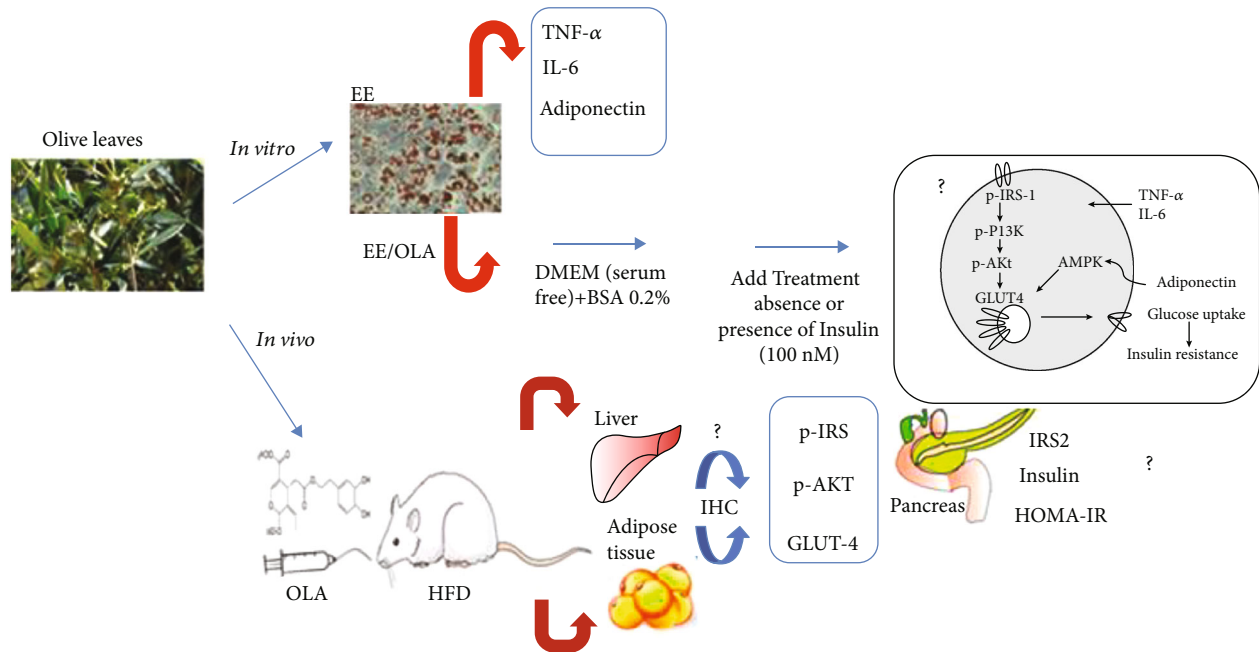 TNF-α
IL-6
Adiponectin
EE
Olive leaves
In vitro
EE/OLA
DMEM (serum
free)+BSA 0.2%
Add Treatment
absence or
presence of Insulin
(100 nM)
?
p-IRS-1
p-P13K
p-AKt
GLUT4
AMPK
TNF-α
IL-6
Adiponectin
Glucose uptake
Insulin resistance
In vivo
OLA
HFD
Liver
Adipose
tissue
?
IHC
p-IRS
p-AKT
GLUT-4
Pancreas
IRS2
Insulin
HOMA-IR
?